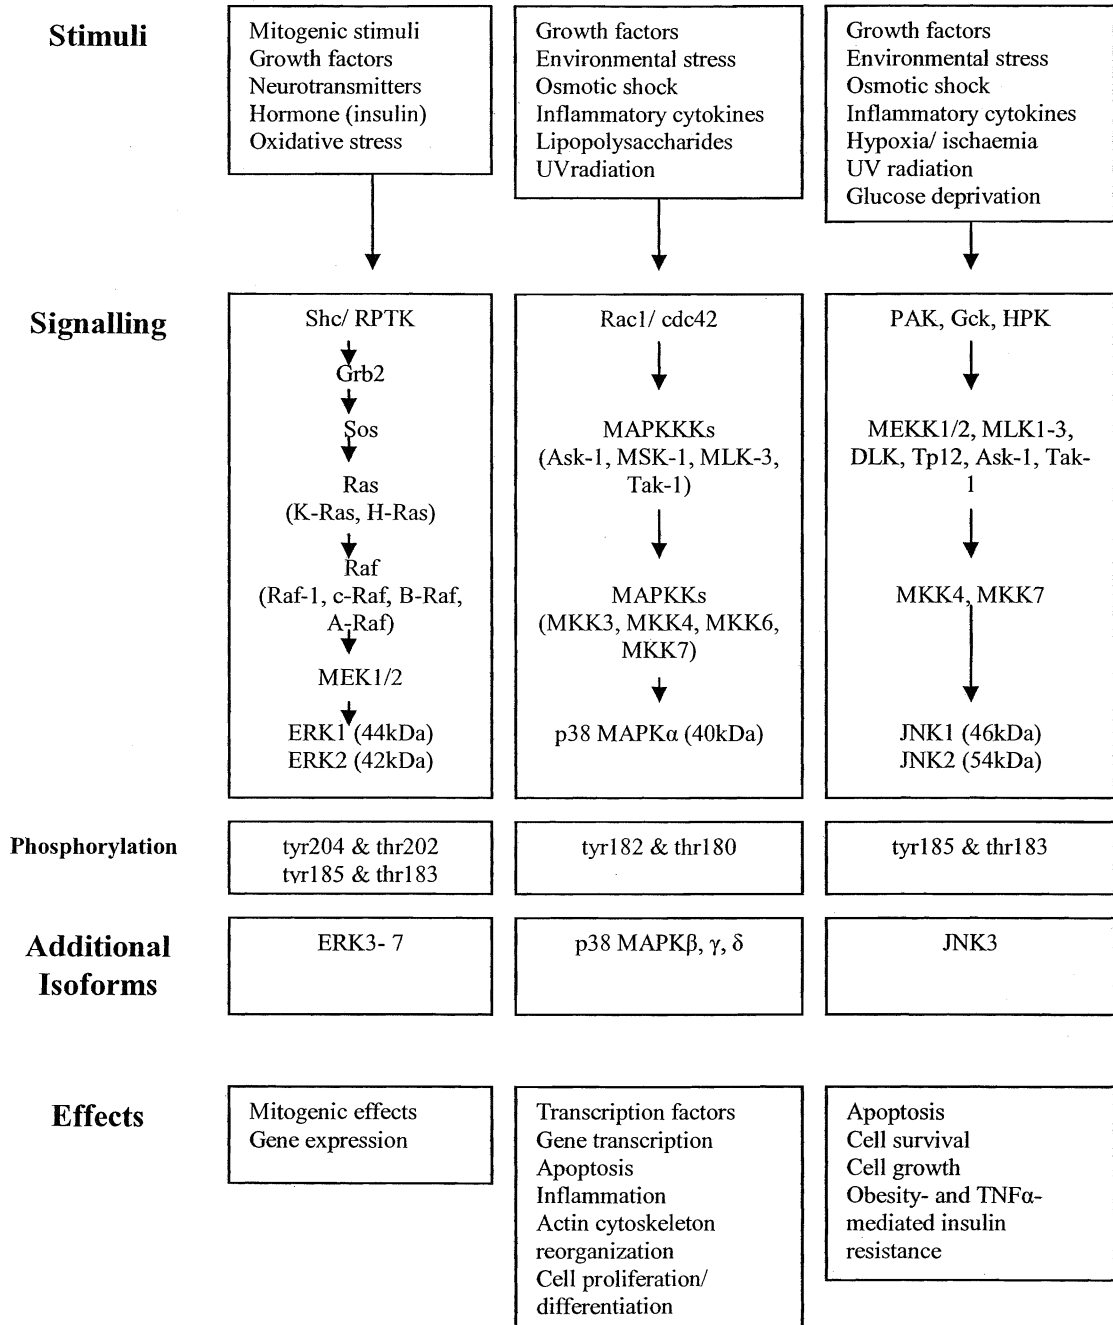 Stimuli
Mitogenic stimuli
Growth factors
Neurotransmitters
Hormone (insulin)
Oxidative stress
Growth factors
Environmental stress
Osmotic shock
Inflammatory cytokines
Lipopolysaccharides
UVradiation
Growth factors
Environmental stress
Osmotic shock
Inflammatory cytokines
Hypoxia/ ischaemia
UV radiation
Glucose deprivation
Signalling
Shc/ RPTK
Grb2
Sos
Ras
(K-Ras, H-Ras)
Raf
(Raf-1, c-Raf, B-Raf,
A-Raf)
MEK1/2
ERK1 (44kDa)
ERK2 (42kDa)
Rac1/ cdc42
MAPKKKs
(Ask-1, MSK-1, MLK-3,
Tak-1)
MAPKKs
(MKK3, MKK4, MKK6,
MKK7)
p38 MAPKα (40kDa)
PAK, Gck, HPK
MEKK1/2, MLK1-3,
DLK, Tp12, Ask-1, Tak-
1
MKK4, MKK7
JNK1 (46kDa)
JNK2 (54kDa)
Phosphorylation
tyr204 & thr202
tyr185 & thr183
tyr182 & thr180
tyr185 & thr183
Additional
Isoforms
ERK3- 7
p38 MAPKβ, γ, δ
JNK3
Effects
Mitogenic effects
Gene expression
Transcription factors
Gene transcription
Apoptosis
Inflammation
Actin cytoskeleton
reorganization
Cell proliferation/
differentiation
Apoptosis
Cell survival
Cell growth
Obesity- and TNFα-
mediated insulin
resistance